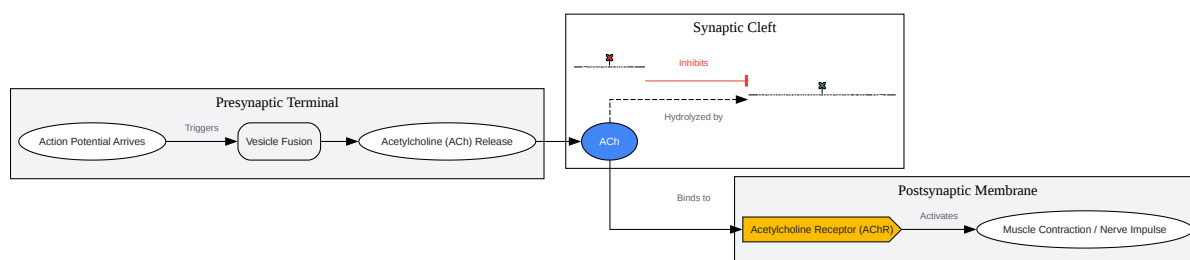 Synaptic Cleft
Inhibits
Hydrolyzed by
ACh
Presynaptic Terminal
Action Potential Arrives
Triggers
Vesicle Fusion
Acetylcholine (ACh) Release
Binds to
Postsynaptic Membrane
Acetylcholine Receptor (AChR)
Activates
Muscle Contraction / Nerve Impulse